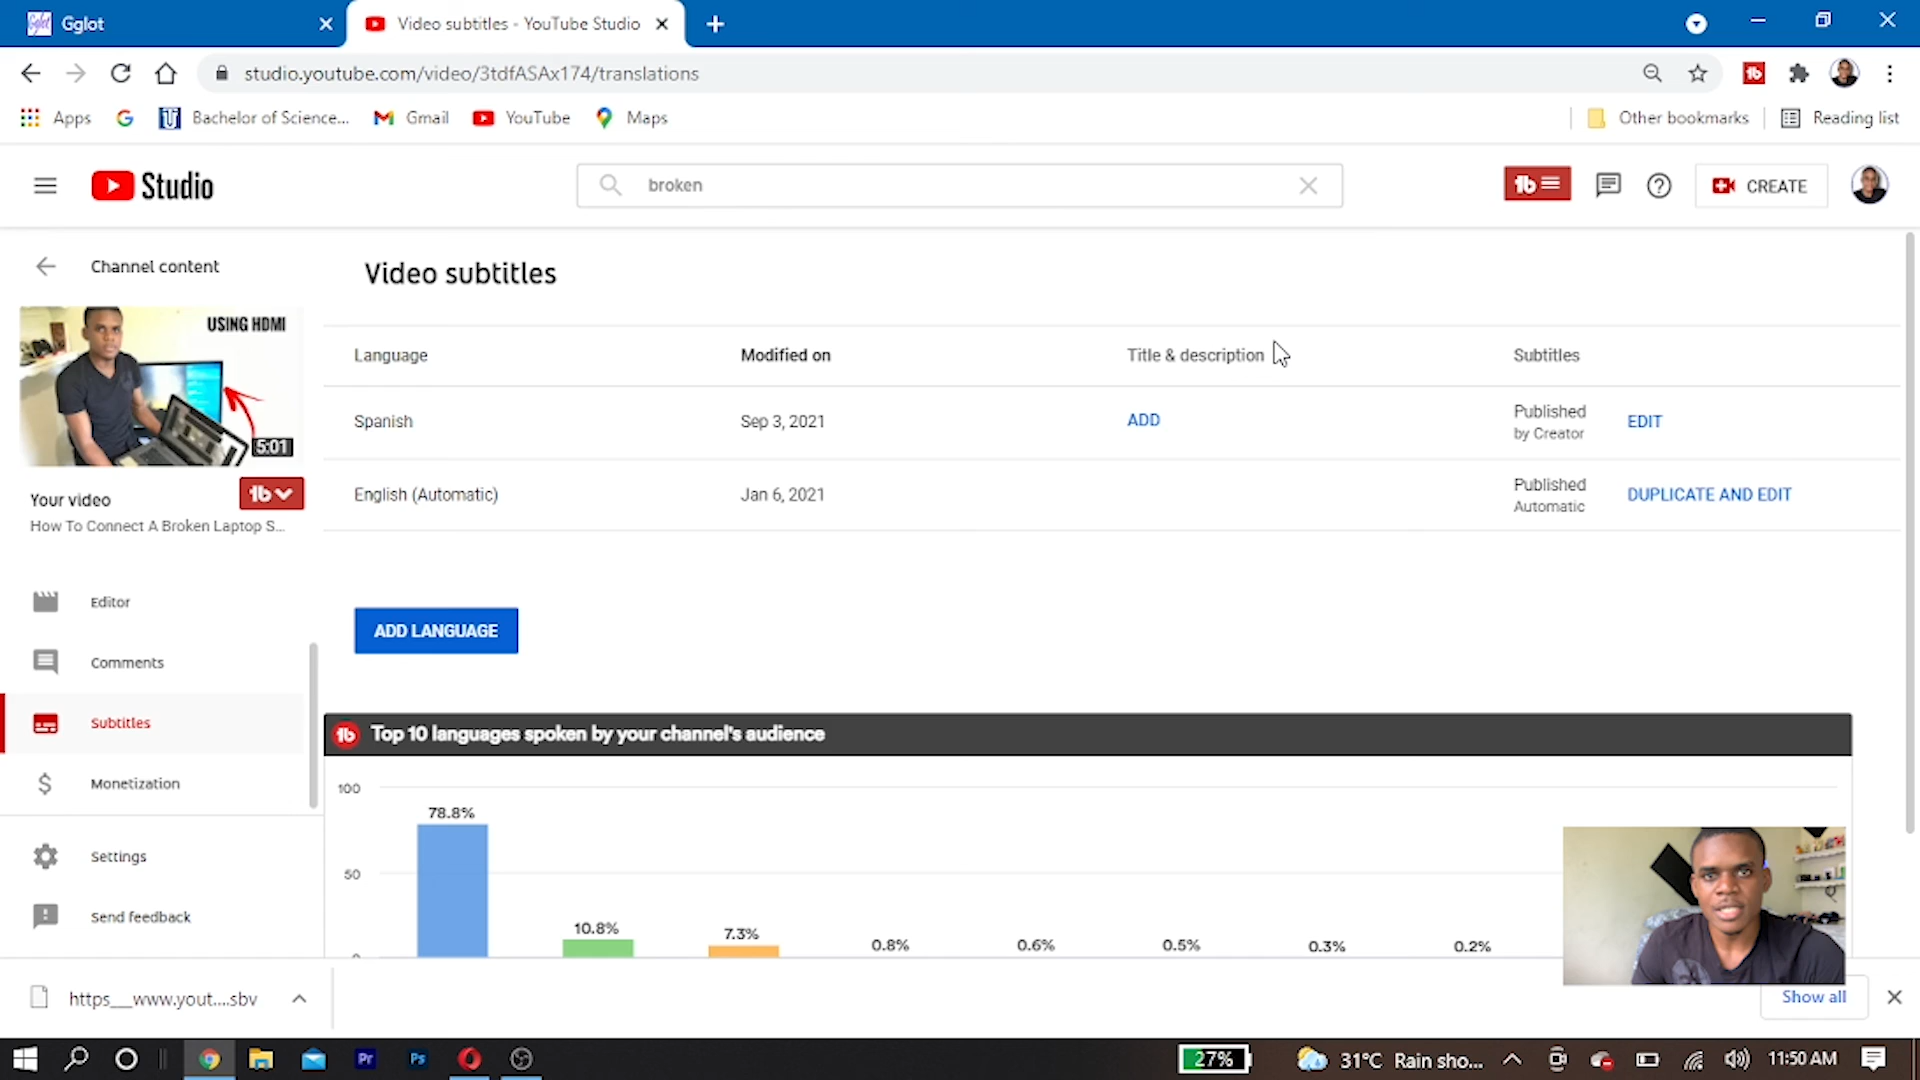 Gglot
Video subtitles - YouTube Studio
studio.youtube.com/video/3tdfASAx174/translations
Apps
Bachelor of Science...
Gmail
YouTube
Maps
Other bookmarks
Reading list
Studio
broken
CREATE
Channel content
USING HDMI
5:01
Your video
How To Connect A Broken Laptop S...
Editor
Comments
Subtitles
Monetization
Settings
Send feedback
Video subtitles
Language
Modified on
Title & description
Subtitles
Spanish
Sep 3, 2021
ADD
Published
by Creator
EDIT
English (Automatic)
Jan 6, 2021
Published
Automatic
DUPLICATE AND EDIT
ADD LANGUAGE
Top 10 languages spoken by your channel's audience
100
78.8%
50
10.8%
7.3%
0.8%
0.6%
0.5%
0.3%
0.2%
https__www.yout....sbv
Show all
Pr
Ps
27%
31°C Rain sho...
11:50 AM